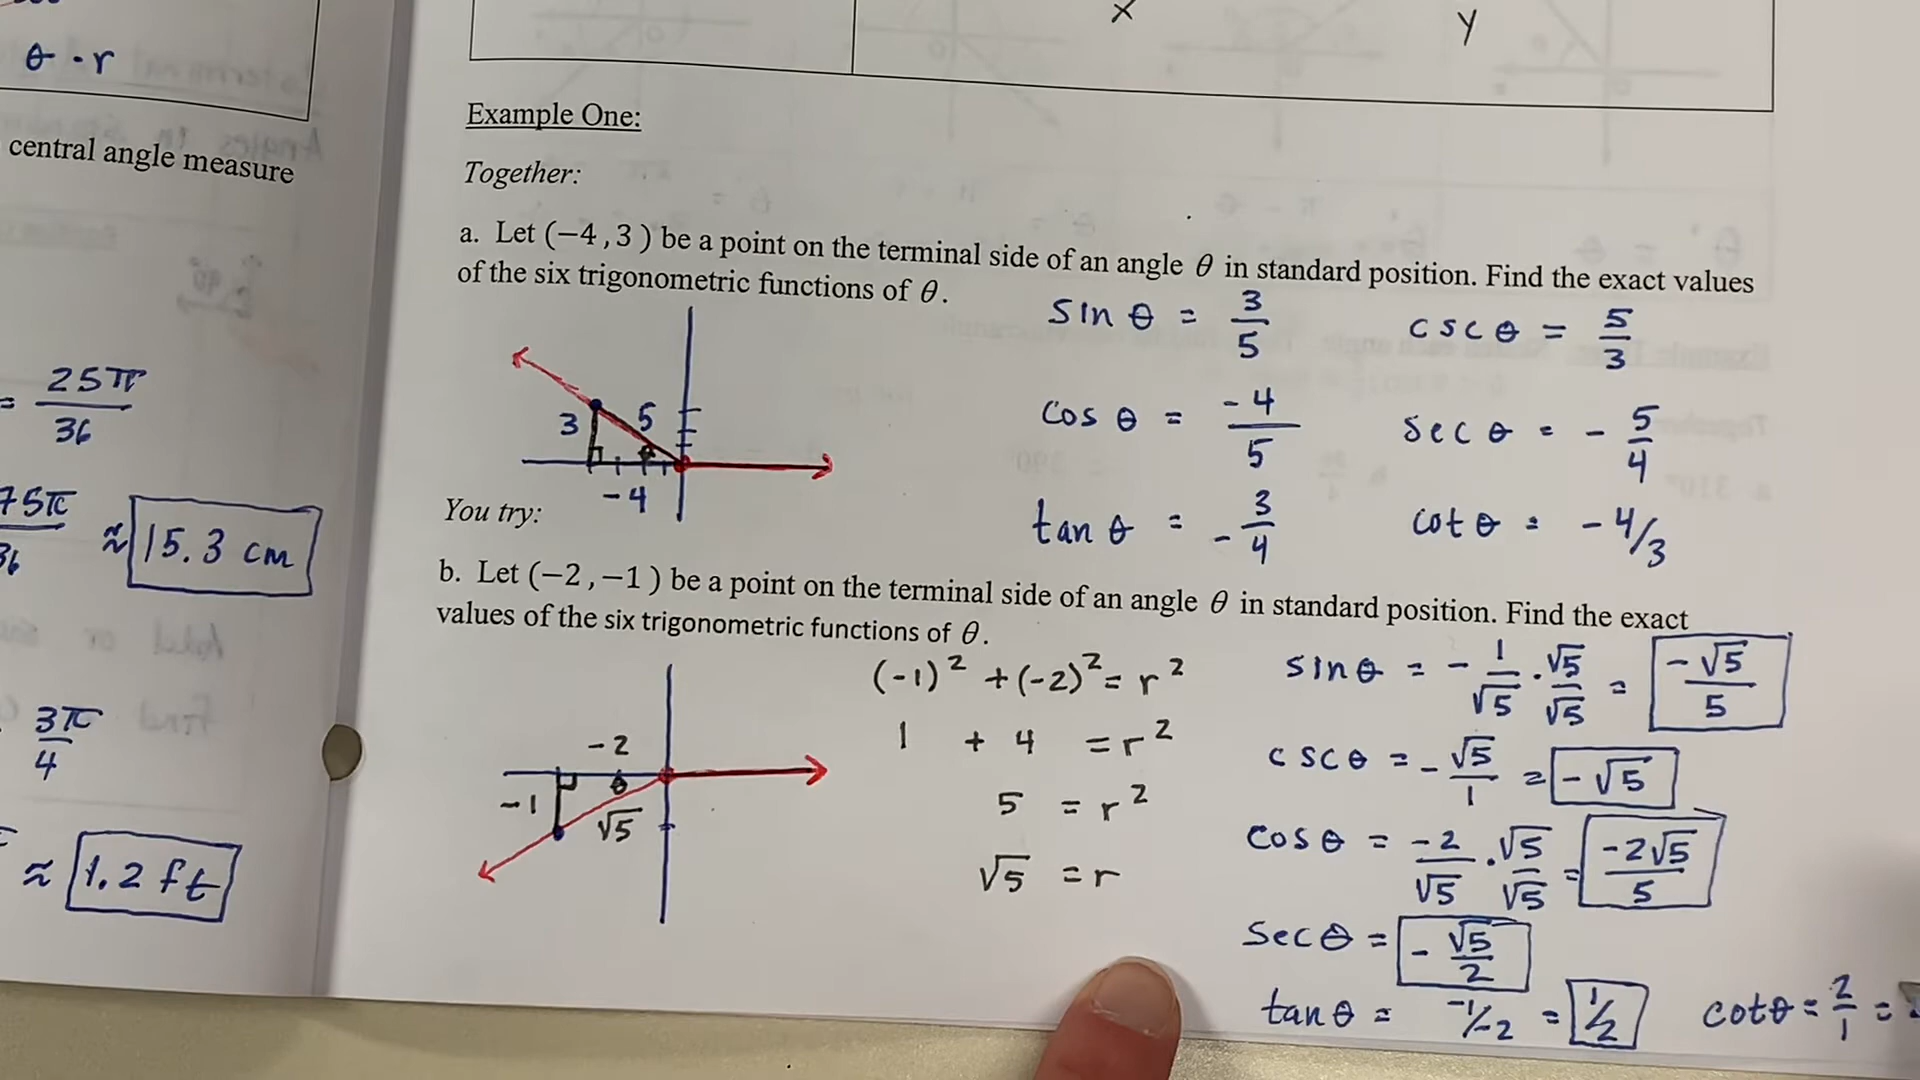 θ · r
central angle measure
= 25π/36
75π/36 ≈ 15.3 cm
3π/4
≈ 1.2 ft
x y
Example One:
Together:
a. Let (−4,3) be a point on the terminal side of an angle θ in standard position. Find the exact values
of the six trigonometric functions of θ.
3 5 θ
-4
sin θ = 3/5 csc θ = 5/3
cos θ = -4/5 sec θ = - 5/4
tan θ = - 3/4 cot θ = -4/3
You try:
b. Let (−2,−1) be a point on the terminal side of an angle θ in standard position. Find the exact
values of the six trigonometric functions of θ.
-2
-1 θ
√5
(-1)² + (-2)² = r²
1 + 4 = r²
5 = r²
√5 = r
sin θ = - 1/√5 · √5/√5 = -√5/5
csc θ = - √5/1 = -√5
cos θ = -2/√5 · √5/√5 = -2√5/5
sec θ = - √5/2
tan θ = -1/-2 = 1/2 cot θ = 2/1 =